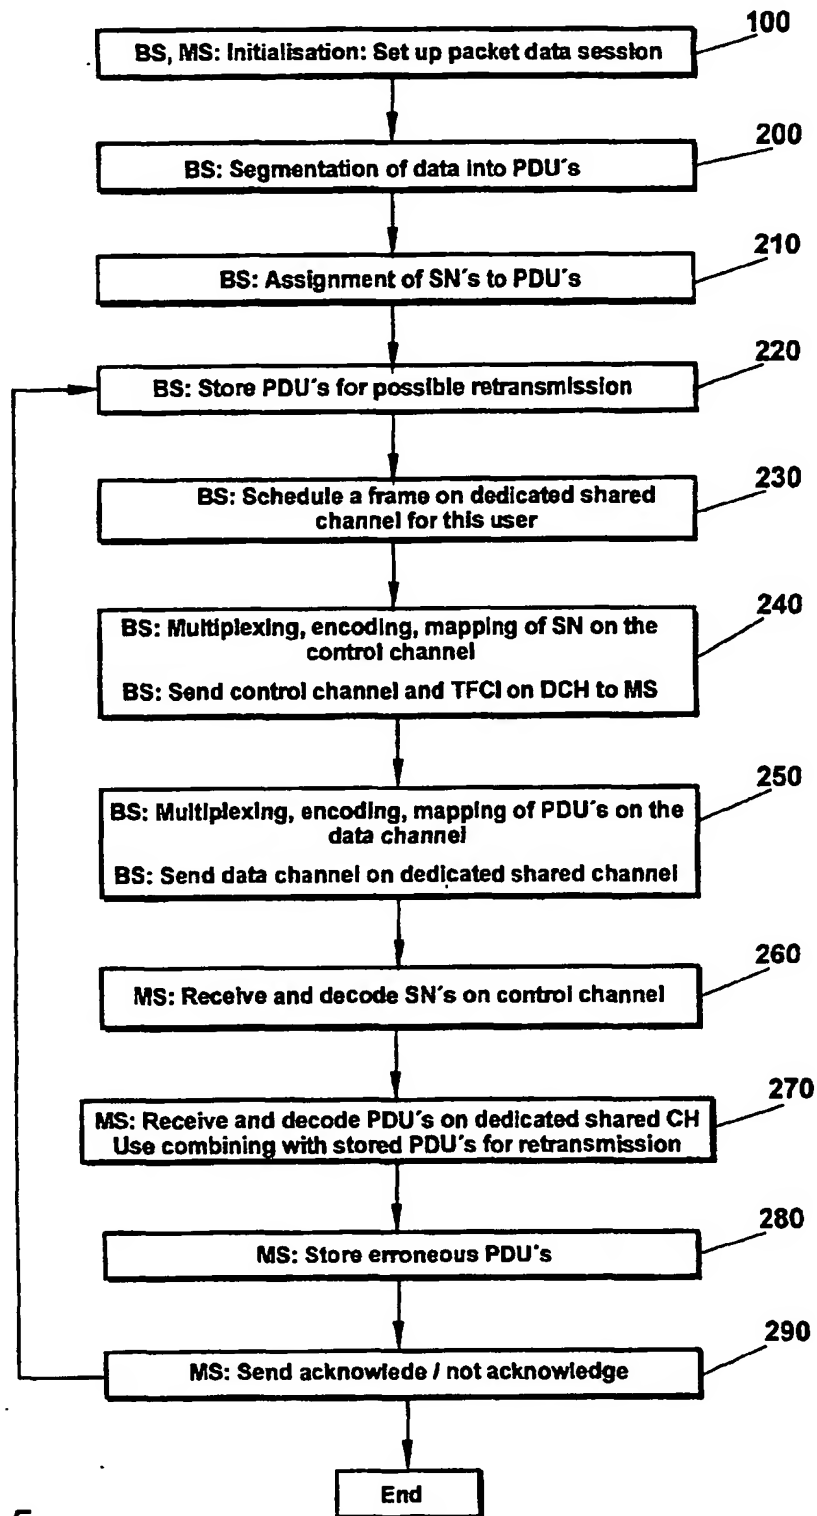 100
BS, MS: Initialisation: Set up packet data session
200
BS: Segmentation of data into PDU´s
210
BS: Assignment of SN´s to PDU´s
220
BS: Store PDU´s for possible retransmission
230
BS: Schedule a frame on dedicated shared
channel for this user
240
BS: Multiplexing, encoding, mapping of SN on the
control channel
BS: Send control channel and TFCI on DCH to MS
250
BS: Multiplexing, encoding, mapping of PDU´s on the
data channel
BS: Send data channel on dedicated shared channel
260
MS: Receive and decode SN´s on control channel
270
MS: Receive and decode PDU´s on dedicated shared CH
Use combining with stored PDU´s for retransmission
280
MS: Store erroneous PDU´s
290
MS: Send acknowlede / not acknowledge
End